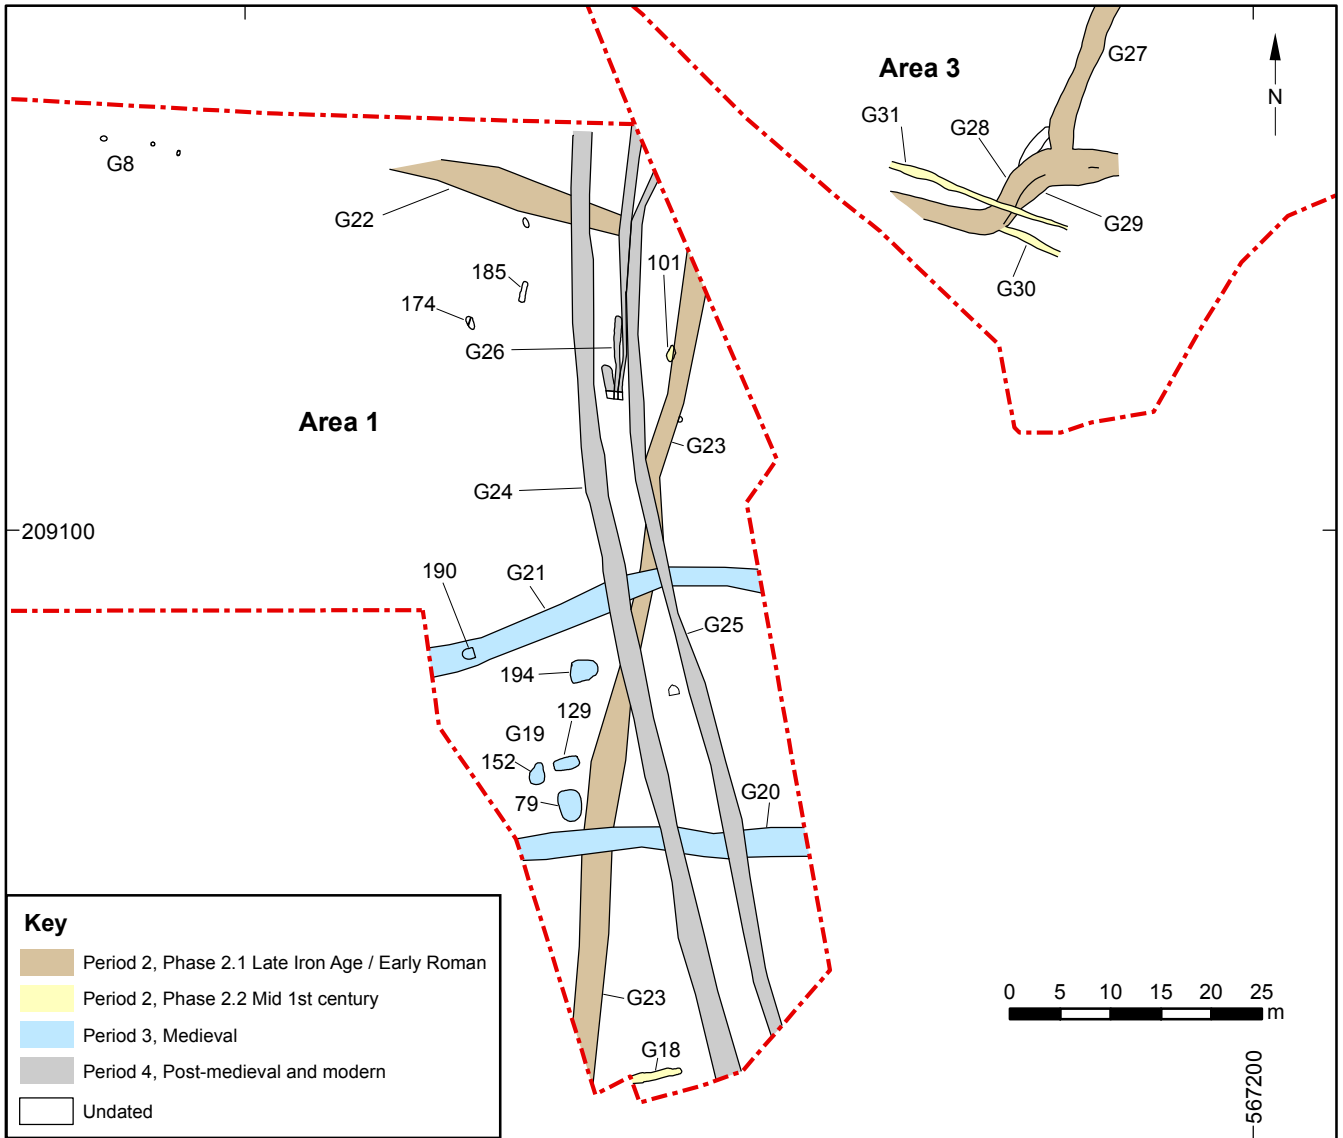 Area 3
G27
N
G31
G28
G8
G22
G29
101
185
174
G30
G26
Area 1
G23
G24
209100
190
G21
G25
194
129
G19
152
79
G20
Key
Period 2, Phase 2.1 Late Iron Age / Early Roman
Period 2, Phase 2.2 Mid 1st century
Period 3, Medieval
Period 4, Post-medieval and modern
Undated
G23
G18
0 5 10 15 20 25
m
567200